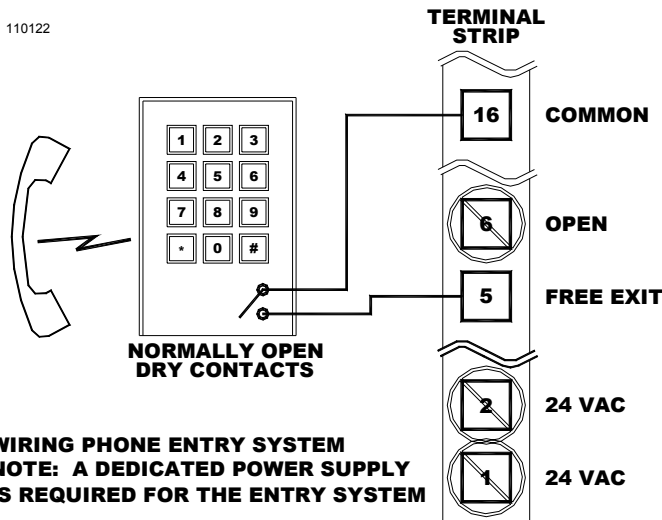 110122
TERMINAL
STRIP
16 COMMON
1 2 3
4 5 6
6 OPEN
7 8 9
* 0 #
5 FREE EXIT
NORMALLY OPEN
DRY CONTACTS
2 24 VAC
WIRING PHONE ENTRY SYSTEM
NOTE: A DEDICATED POWER SUPPLY
IS REQUIRED FOR THE ENTRY SYSTEM
1 24 VAC